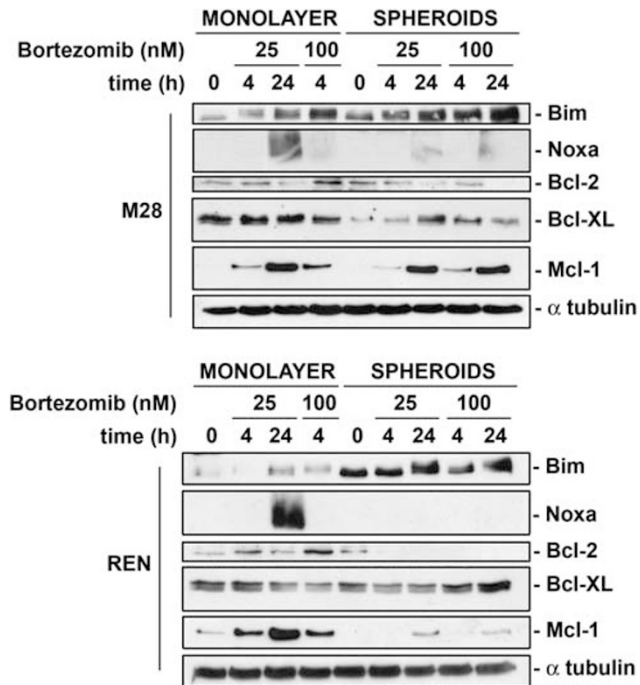 MONOLAYER SPHEROIDS
Bortezomib (nM) 25 100 25 100
time (h) 0 4 24 4 0 4 24 4 24
- Bim
- Noxa
- Bcl-2
M28
- Bcl-XL
- Mcl-1
- α tubulin
MONOLAYER SPHEROIDS
Bortezomib (nM) 25 100 25 100
time (h) 0 4 24 4 0 4 24 4 24
- Bim
- Noxa
- Bcl-2
REN
- Bcl-XL
- Mcl-1
- α tubulin